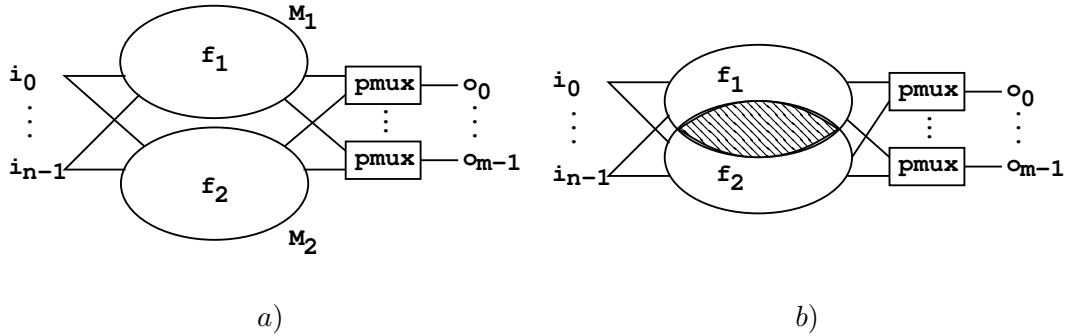 M1
f1
i0
pmux
o0
in-1
pmux
om-1
f2
M2
a)
f1
i0
pmux
o0
in-1
pmux
om-1
f2
b)